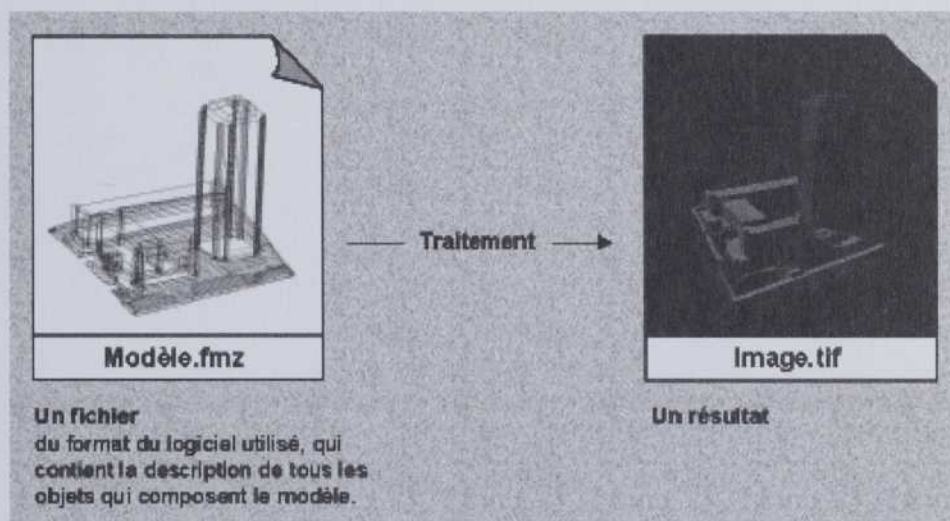 Modèle.fmz
Traitement
Image.tif
Un fichier
du format du logiciel utilisé, qui
contient la description de tous les
objets qui composent le modèle.
Un résultat